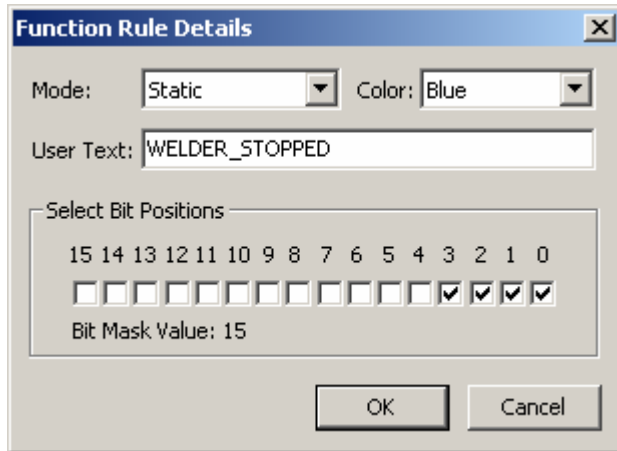 Function Rule Details
Mode: Static Color: Blue
User Text: WELDER_STOPPED
Select Bit Positions
15 14 13 12 11 10 9 8 7 6 5 4 3 2 1 0
Bit Mask Value: 15
OK Cancel